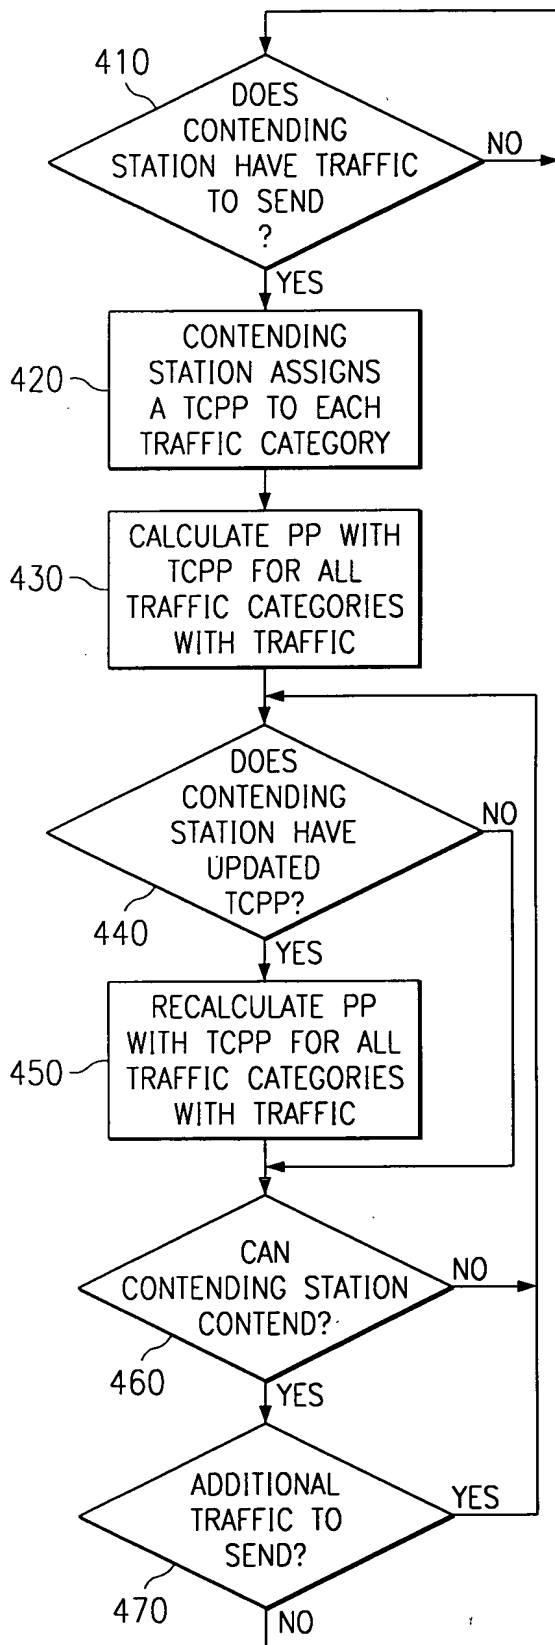 410
DOES
CONTENDING
STATION HAVE TRAFFIC
TO SEND
?
NO
YES
420
CONTENDING
STATION ASSIGNS
A TCPP TO EACH
TRAFFIC CATEGORY
430
CALCULATE PP WITH
TCPP FOR ALL
TRAFFIC CATEGORIES
WITH TRAFFIC
DOES
CONTENDING
STATION HAVE
UPDATED
TCPP?
NO
440
YES
450
RECALCULATE PP
WITH TCPP FOR ALL
TRAFFIC CATEGORIES
WITH TRAFFIC
CAN
CONTENDING STATION
CONTEND?
NO
460
YES
ADDITIONAL
TRAFFIC TO
SEND?
YES
470
NO